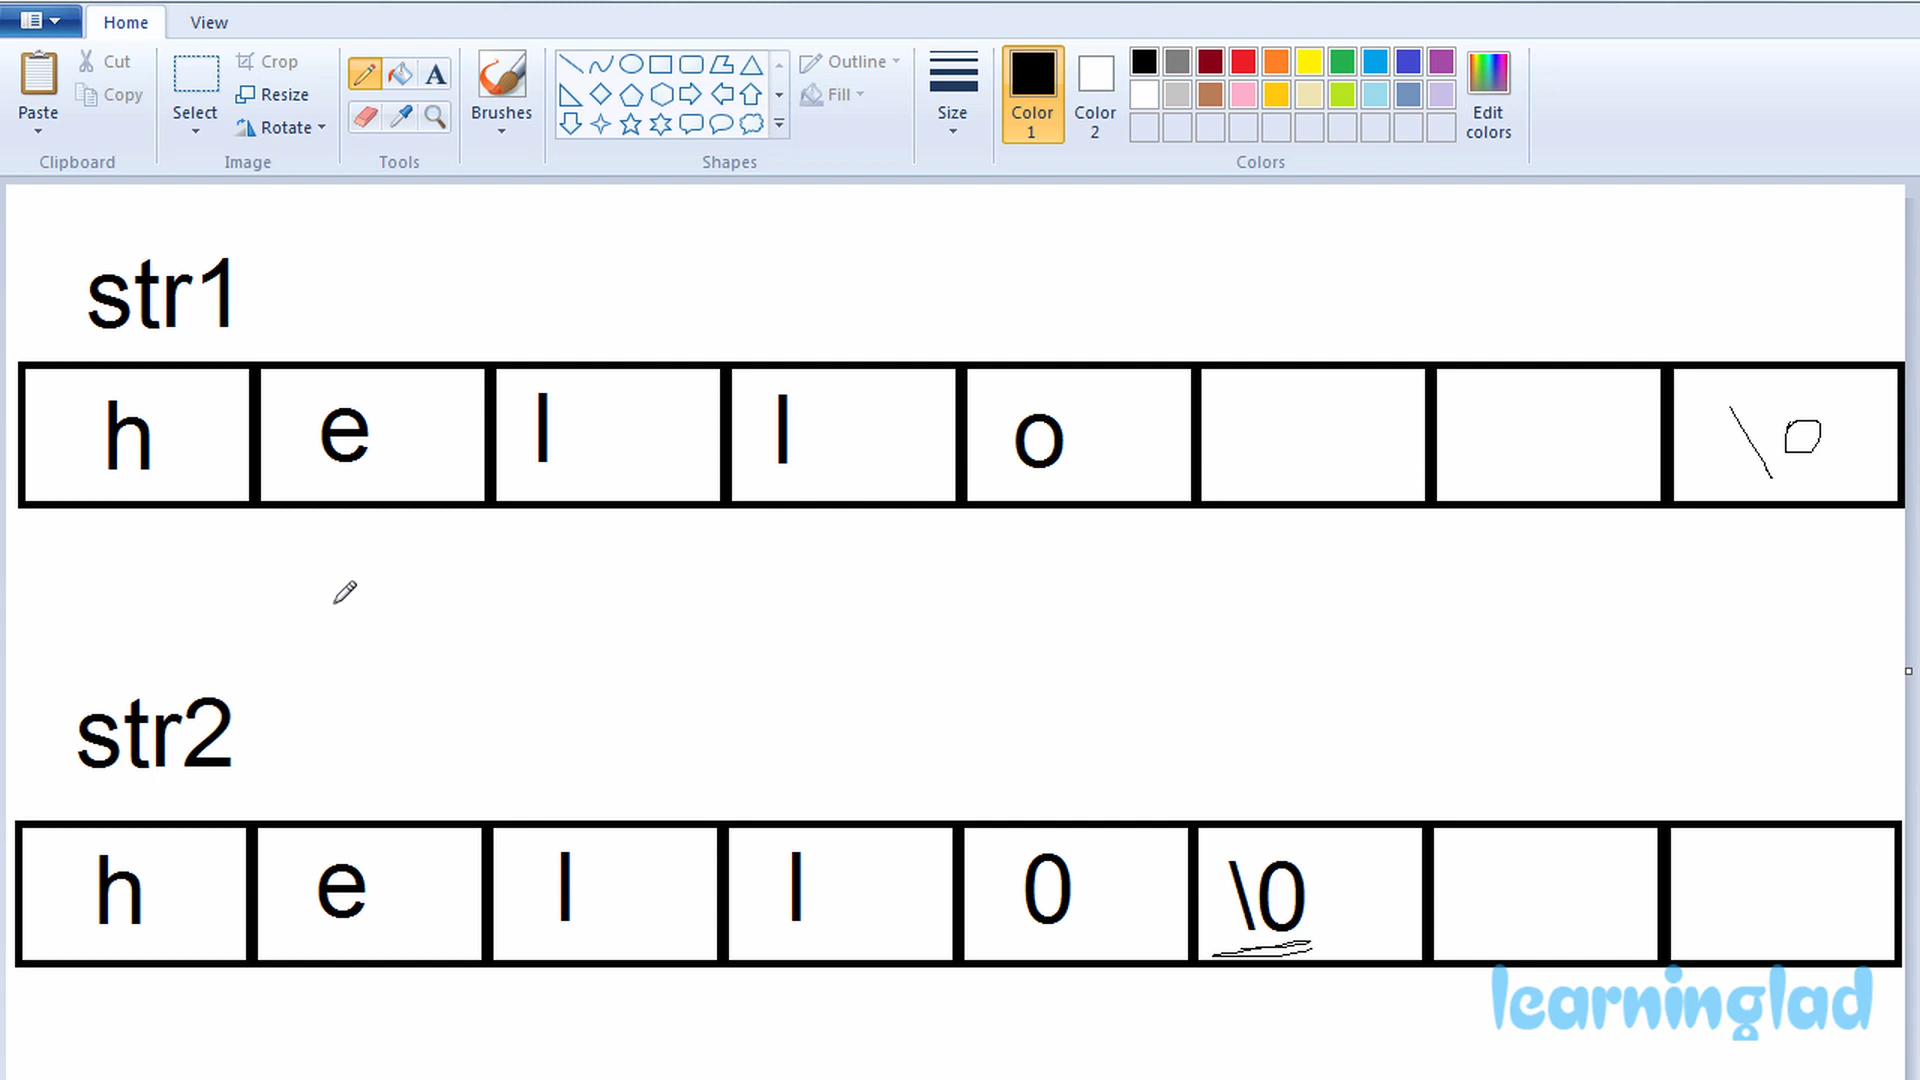 Home View
Paste Cut Copy Select Crop Resize Rotate A Brushes Outline Fill Size Color 1 Color 2 Edit colors
Clipboard Image Tools Shapes Colors
str1
h e l l o \0
str2
h e l l 0 \0
learninglad